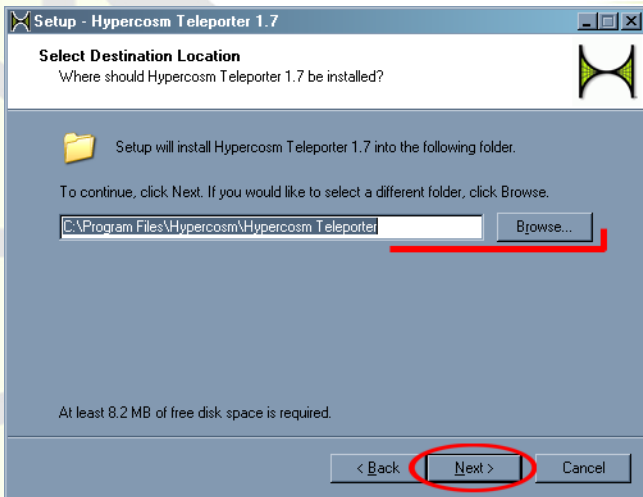 Setup - Hypercosm Teleporter 1.7
Select Destination Location
Where should Hypercosm Teleporter 1.7 be installed?
Setup will install Hypercosm Teleporter 1.7 into the following folder.
To continue, click Next. If you would like to select a different folder, click Browse.
C:\Program Files\Hypercosm\Hypercosm Teleporter
Browse...
At least 8.2 MB of free disk space is required.
< Back Next > Cancel